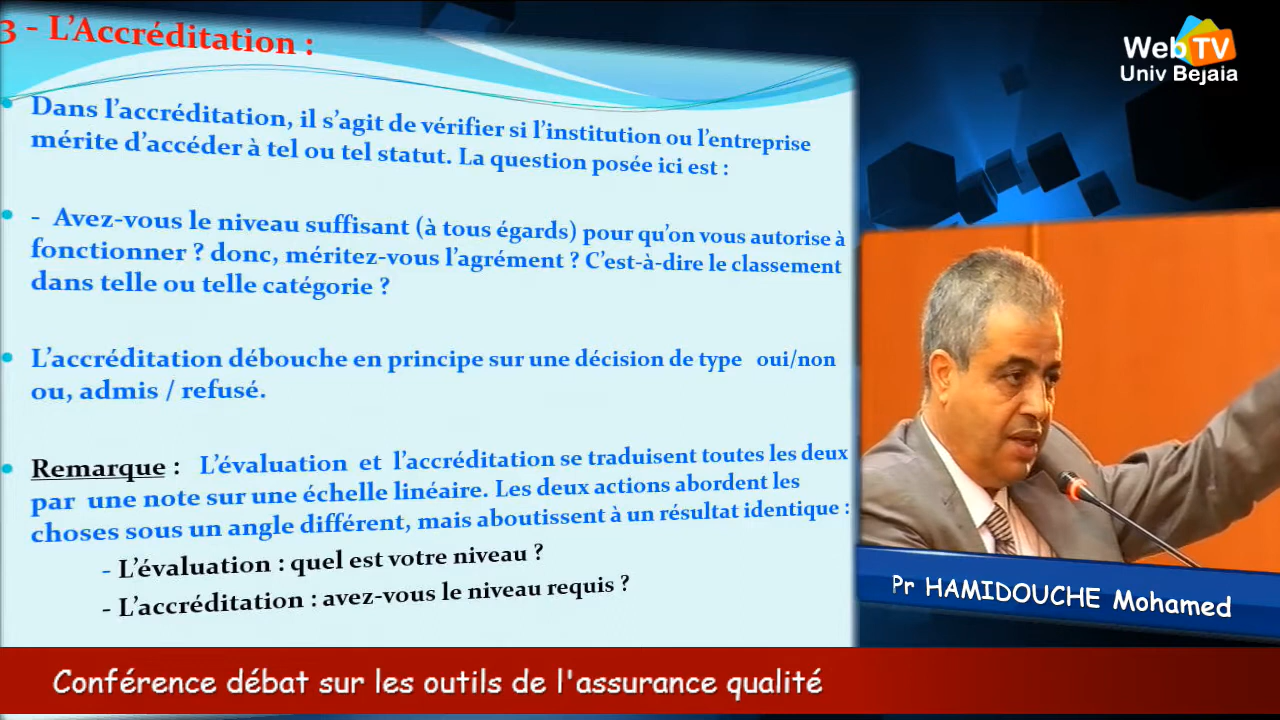 3 - L’Accréditation :
Dans l’accréditation, il s’agit de vérifier si l’institution ou l’entreprise
mérite d’accéder à tel ou tel statut. La question posée ici est :
- Avez-vous le niveau suffisant (à tous égards) pour qu’on vous autorise à
fonctionner ? donc, méritez-vous l’agrément ? C’est-à-dire le classement
dans telle ou telle catégorie ?
L’accréditation débouche en principe sur une décision de type oui/non
ou, admis / refusé.
Remarque : L’évaluation et l’accréditation se traduisent toutes les deux
par une note sur une échelle linéaire. Les deux actions abordent les
choses sous un angle différent, mais aboutissent à un résultat identique :
- L’évaluation : quel est votre niveau ?
- L’accréditation : avez-vous le niveau requis ?
Web TV
Univ Bejaia
Pr HAMIDOUCHE Mohamed
Conférence débat sur les outils de l'assurance qualité